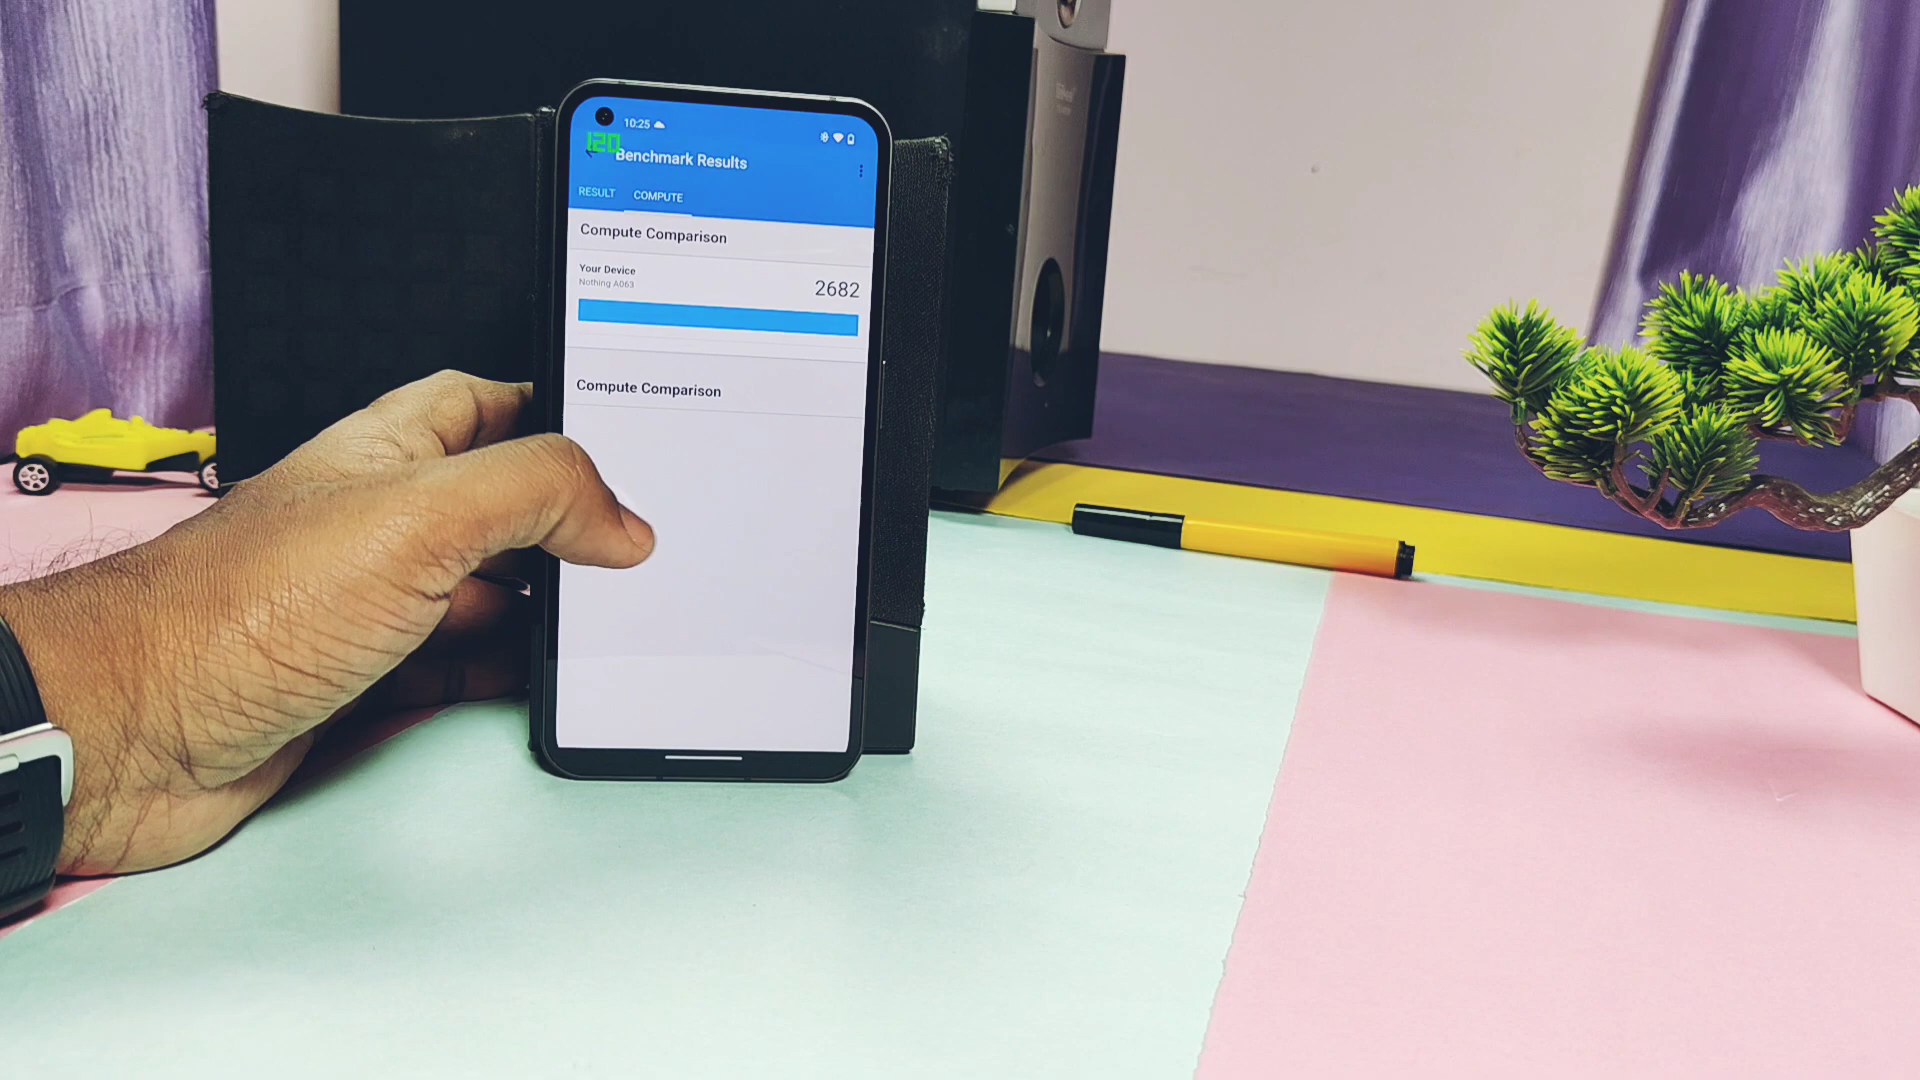 10:25
120
Benchmark Results
RESULT COMPUTE
Compute Comparison
Your Device
Nothing A063
2682
Compute Comparison